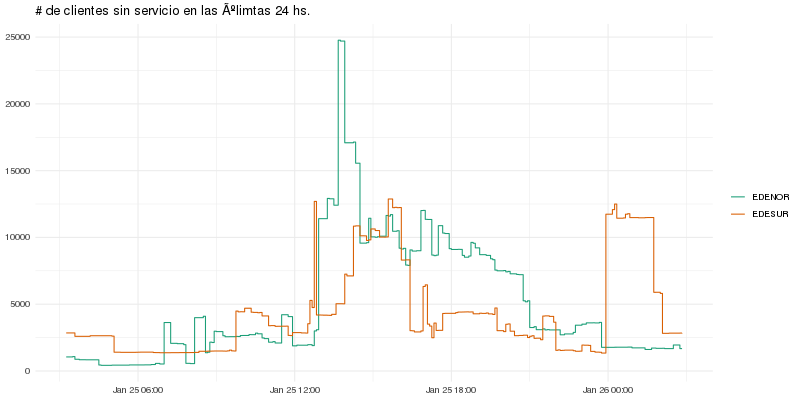 # de clientes sin servicio en las Ãºlimtas 24 hs.
25000
20000
15000
10000
5000
0
Jan 25 06:00 Jan 25 12:00 Jan 25 18:00 Jan 26 00:00
EDENOR
EDESUR